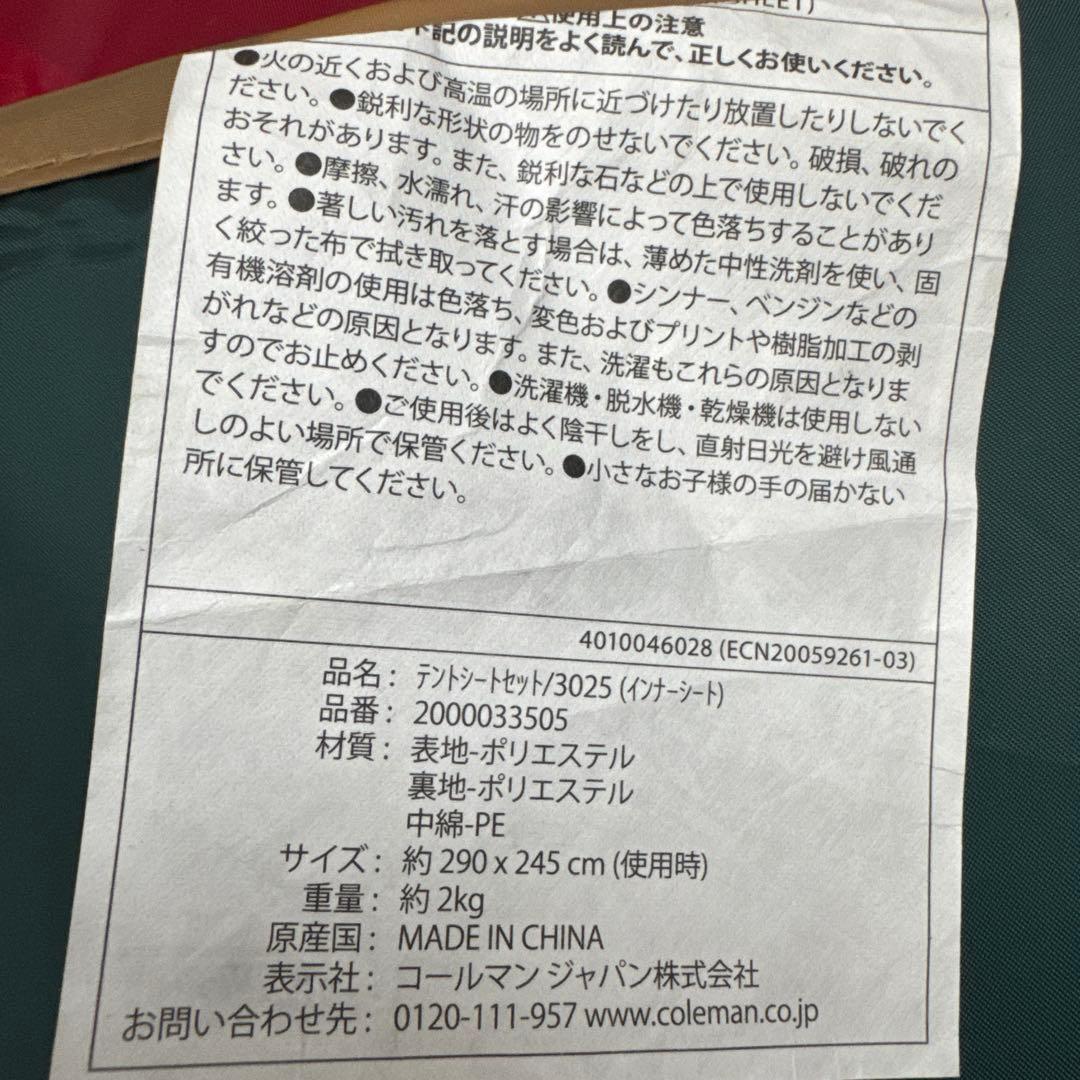 使用上の注意
下記の説明をよく読んで、正しくお使いください。
●火の近くおよび高温の場所に近づけたり放置したりしないでく
ださい。●鋭利な形状の物をのせないでください。破損、破れの
おそれがあります。また、鋭利な石などの上で使用しないでくだ
さい。●摩擦、水濡れ、汗の影響によって色落ちすることがあり
ます。●著しい汚れを落とす場合は、薄めた中性洗剤を使い、固
く絞った布で拭き取ってください。●シンナー、ベンジンなどの
有機溶剤の使用は色落ち、変色およびプリントや樹脂加工の剥
がれなどの原因となります。また、洗濯もこれらの原因となりま
すのでお止めください。●洗濯機・脱水機・乾燥機は使用しない
でください。●ご使用後はよく陰干しをし、直射日光を避け風通
しのよい場所で保管ください。●小さなお子様の手の届かない
所に保管してください。
4010046028 (ECN20059261-03)
品名： ﾃﾝﾄｼｰﾄｾｯﾄ/3025 (ｲﾝﾅｰｼｰﾄ)
品番： 2000033505
材質： 表地-ポリエステル
裏地-ポリエステル
中綿-PE
サイズ： 約 290 x 245 cm (使用時)
重量： 約 2kg
原産国： MADE IN CHINA
表示社： コールマン ジャパン株式会社
お問い合わせ先： 0120-111-957 www.coleman.co.jp